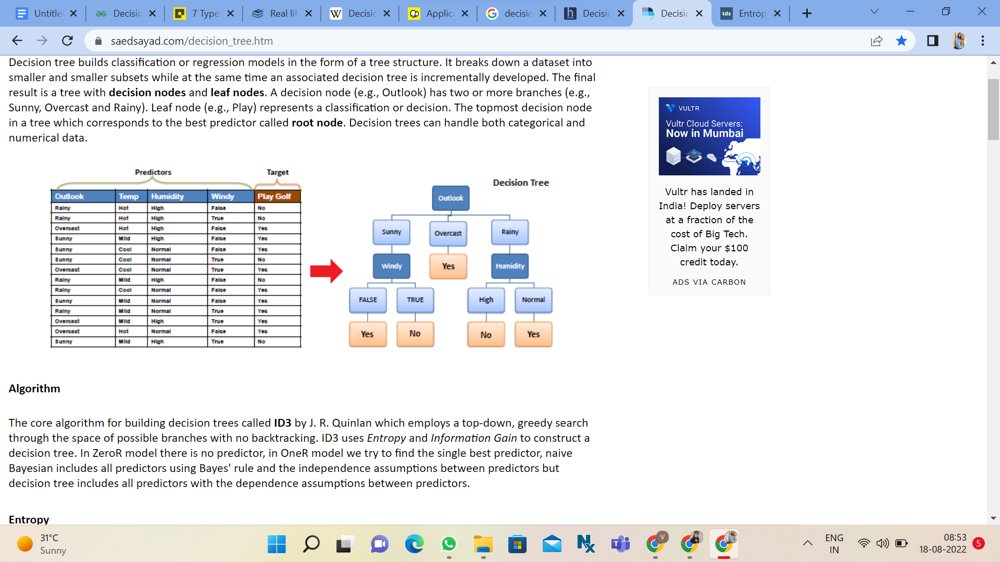 Untitle
Decisio
7 Type
Real lif
W Decisio
Applica
G decisio
h Decisio
Decisio
tds Entrop
saedsayad.com/decision_tree.htm
Decision tree builds classification or regression models in the form of a tree structure. It breaks down a dataset into
smaller and smaller subsets while at the same time an associated decision tree is incrementally developed. The final
result is a tree with decision nodes and leaf nodes. A decision node (e.g., Outlook) has two or more branches (e.g.,
Sunny, Overcast and Rainy). Leaf node (e.g., Play) represents a classification or decision. The topmost decision node
in a tree which corresponds to the best predictor called root node. Decision trees can handle both categorical and
numerical data.
Predictors Target
Outlook Temp. Humidity Windy Play Golf
Rainy Hot High False No
Rainy Hot High True No
Overcast Hot High False Yes
Sunny Mild High False Yes
Sunny Cool Normal False Yes
Sunny Cool Normal True No
Overcast Cool Normal True Yes
Rainy Mild High False No
Rainy Cool Normal False Yes
Sunny Mild Normal False Yes
Rainy Mild Normal True Yes
Overcast Mild High True Yes
Overcast Hot Normal False Yes
Sunny Mild High True No
Decision Tree
Outlook
Sunny Overcast Rainy
Windy Yes Humidity
FALSE TRUE High Normal
Yes No No Yes
VULTR
Vultr Cloud Servers:
Now in Mumbai
Vultr has landed in
India! Deploy servers
at a fraction of the
cost of Big Tech.
Claim your $100
credit today.
ADS VIA CARBON
Algorithm
The core algorithm for building decision trees called ID3 by J. R. Quinlan which employs a top-down, greedy search
through the space of possible branches with no backtracking. ID3 uses Entropy and Information Gain to construct a
decision tree. In ZeroR model there is no predictor, in OneR model we try to find the single best predictor, naive
Bayesian includes all predictors using Bayes' rule and the independence assumptions between predictors but
decision tree includes all predictors with the dependence assumptions between predictors.
Entropy
31°C
Sunny
V
ENG
IN
08:53
18-08-2022
5